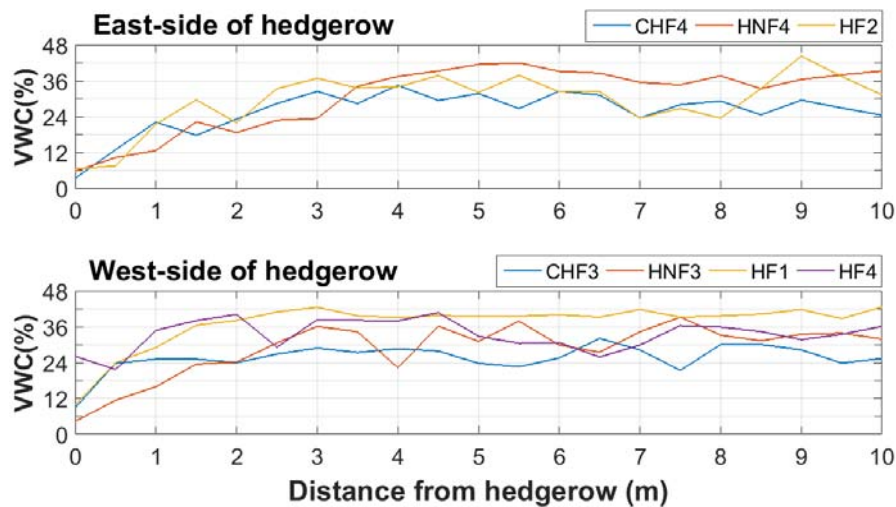 East-side of hedgerow
CHF4 HNF4 HF2
VWC(%)
48
36
24
12
0
0 1 2 3 4 5 6 7 8 9 10
West-side of hedgerow
CHF3 HNF3 HF1 HF4
VWC(%)
48
36
24
12
0
0 1 2 3 4 5 6 7 8 9 10
Distance from hedgerow (m)